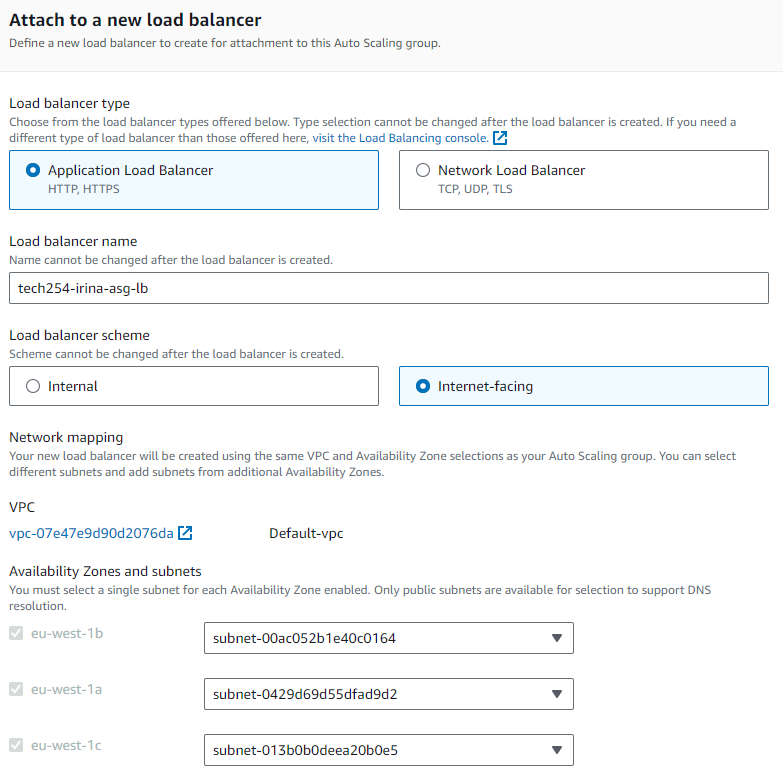 Attach to a new load balancer
Define a new load balancer to create for attachment to this Auto Scaling group.
Load balancer type
Choose from the load balancer types offered below. Type selection cannot be changed after the load balancer is created. If you need a
different type of load balancer than those offered here, visit the Load Balancing console.
Application Load Balancer
HTTP, HTTPS
Network Load Balancer
TCP, UDP, TLS
Load balancer name
Name cannot be changed after the load balancer is created.
tech254-irina-asg-lb
Load balancer scheme
Scheme cannot be changed after the load balancer is created.
Internal
Internet-facing
Network mapping
Your new load balancer will be created using the same VPC and Availability Zone selections as your Auto Scaling group. You can select
different subnets and add subnets from additional Availability Zones.
VPC
vpc-07e47e9d90d2076da
Default-vpc
Availability Zones and subnets
You must select a single subnet for each Availability Zone enabled. Only public subnets are available for selection to support DNS
resolution.
eu-west-1b
subnet-00ac052b1e40c0164
eu-west-1a
subnet-0429d69d55dfad9d2
eu-west-1c
subnet-013b0b0deea20b0e5